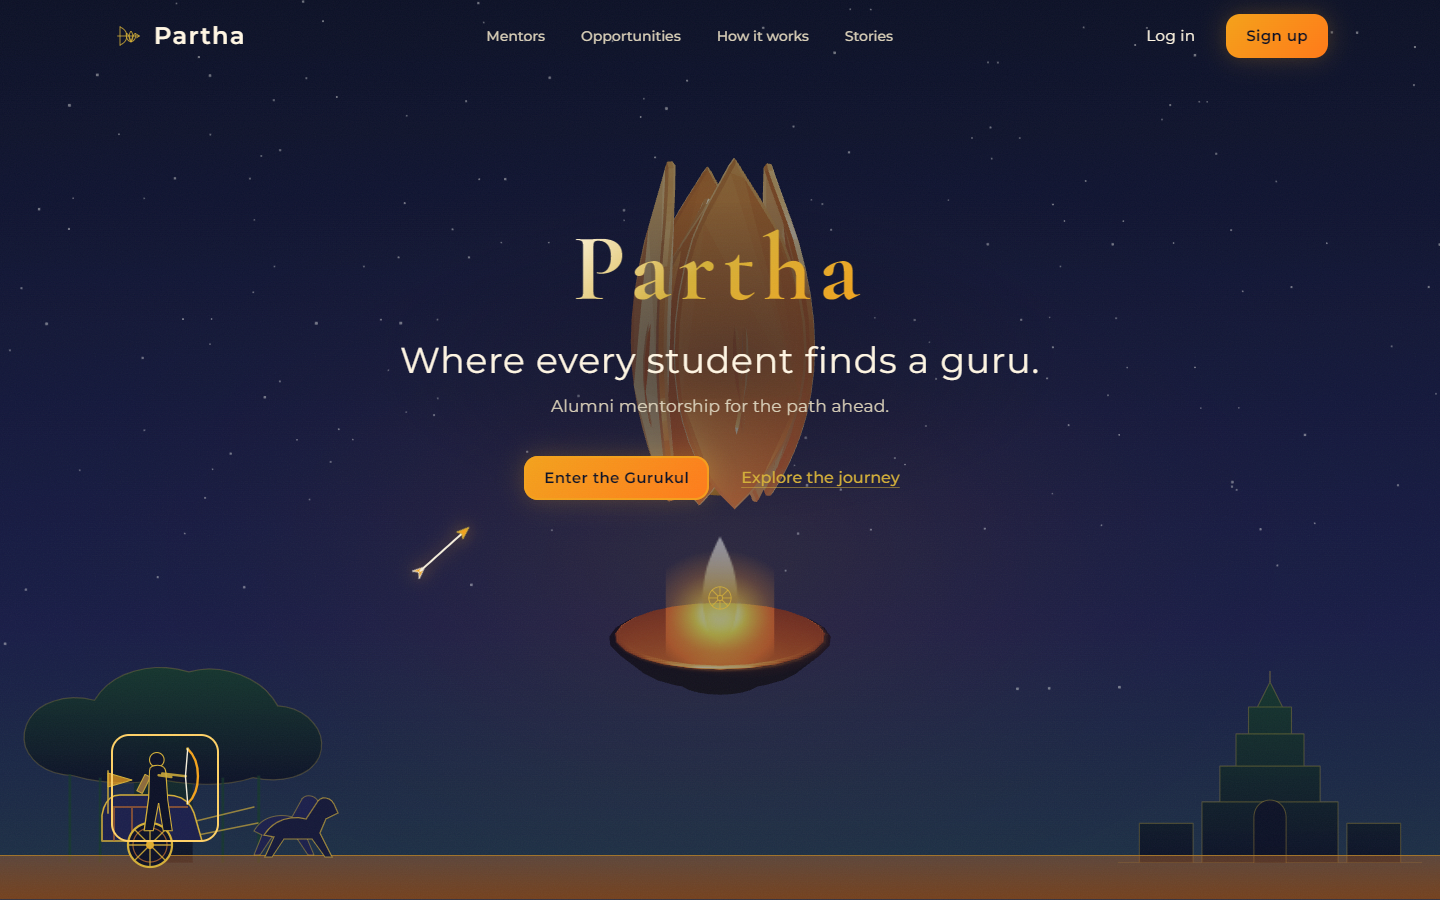 Partha
Mentors Opportunities How it works Stories
Log in
Sign up
Partha
Where every student finds a guru.
Alumni mentorship for the path ahead.
Enter the Gurukul
Explore the journey